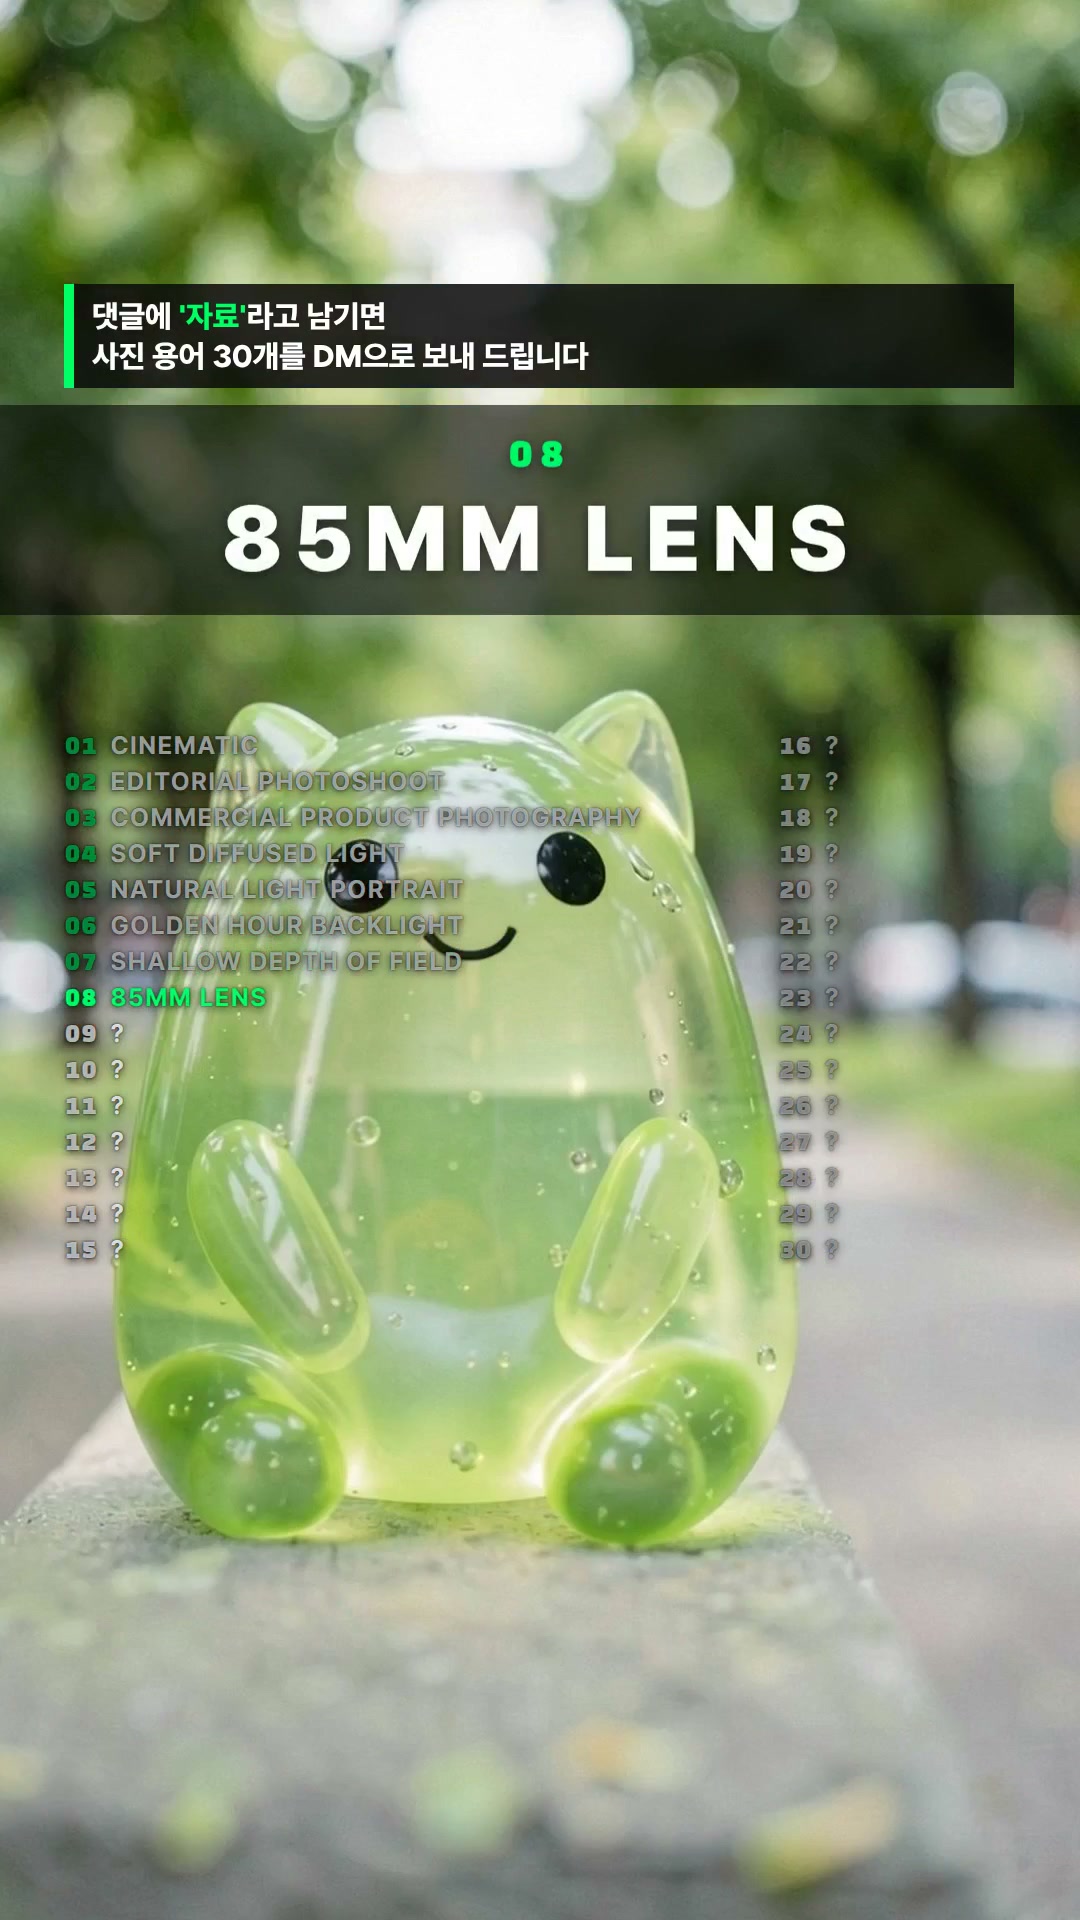 댓글에 '자료'라고 남기면
사진 용어 30개를 DM으로 보내 드립니다
08
85MM LENS
01 CINEMATIC
02 EDITORIAL PHOTOSHOOT
03 COMMERCIAL PRODUCT PHOTOGRAPHY
04 SOFT DIFFUSED LIGHT
05 NATURAL LIGHT PORTRAIT
06 GOLDEN HOUR BACKLIGHT
07 SHALLOW DEPTH OF FIELD
08 85MM LENS
09 ?
10 ?
11 ?
12 ?
13 ?
14 ?
15 ?
16 ?
17 ?
18 ?
19 ?
20 ?
21 ?
22 ?
23 ?
24 ?
25 ?
26 ?
27 ?
28 ?
29 ?
30 ?